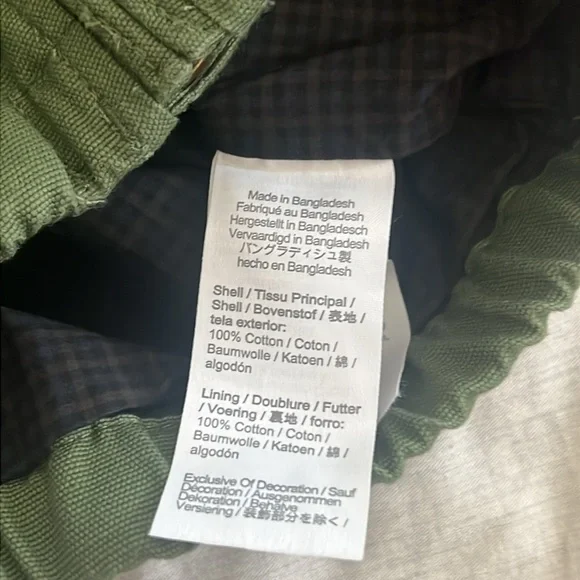 Made in Bangladesh
Fabriqué au Bangladesh
Hergestellt in Bangladesch
Vervaardigd in Bangladesh
バングラディシュ製
hecho en Bangladesh
Shell / Tissu Principal /
Shell / Bovenstof / 表地 /
tela exterior:
100% Cotton / Coton /
Baumwolle / Katoen / 綿 /
algodón
Lining / Doublure / Futter
/ Voering / 裏地 / forro:
100% Cotton / Coton /
Baumwolle / Katoen / 綿 /
algodón
Exclusive Of Decoration / Sauf
Décoration / Ausgenommen
Dekoration / Behalve
Versiering / 装飾部分を除く /